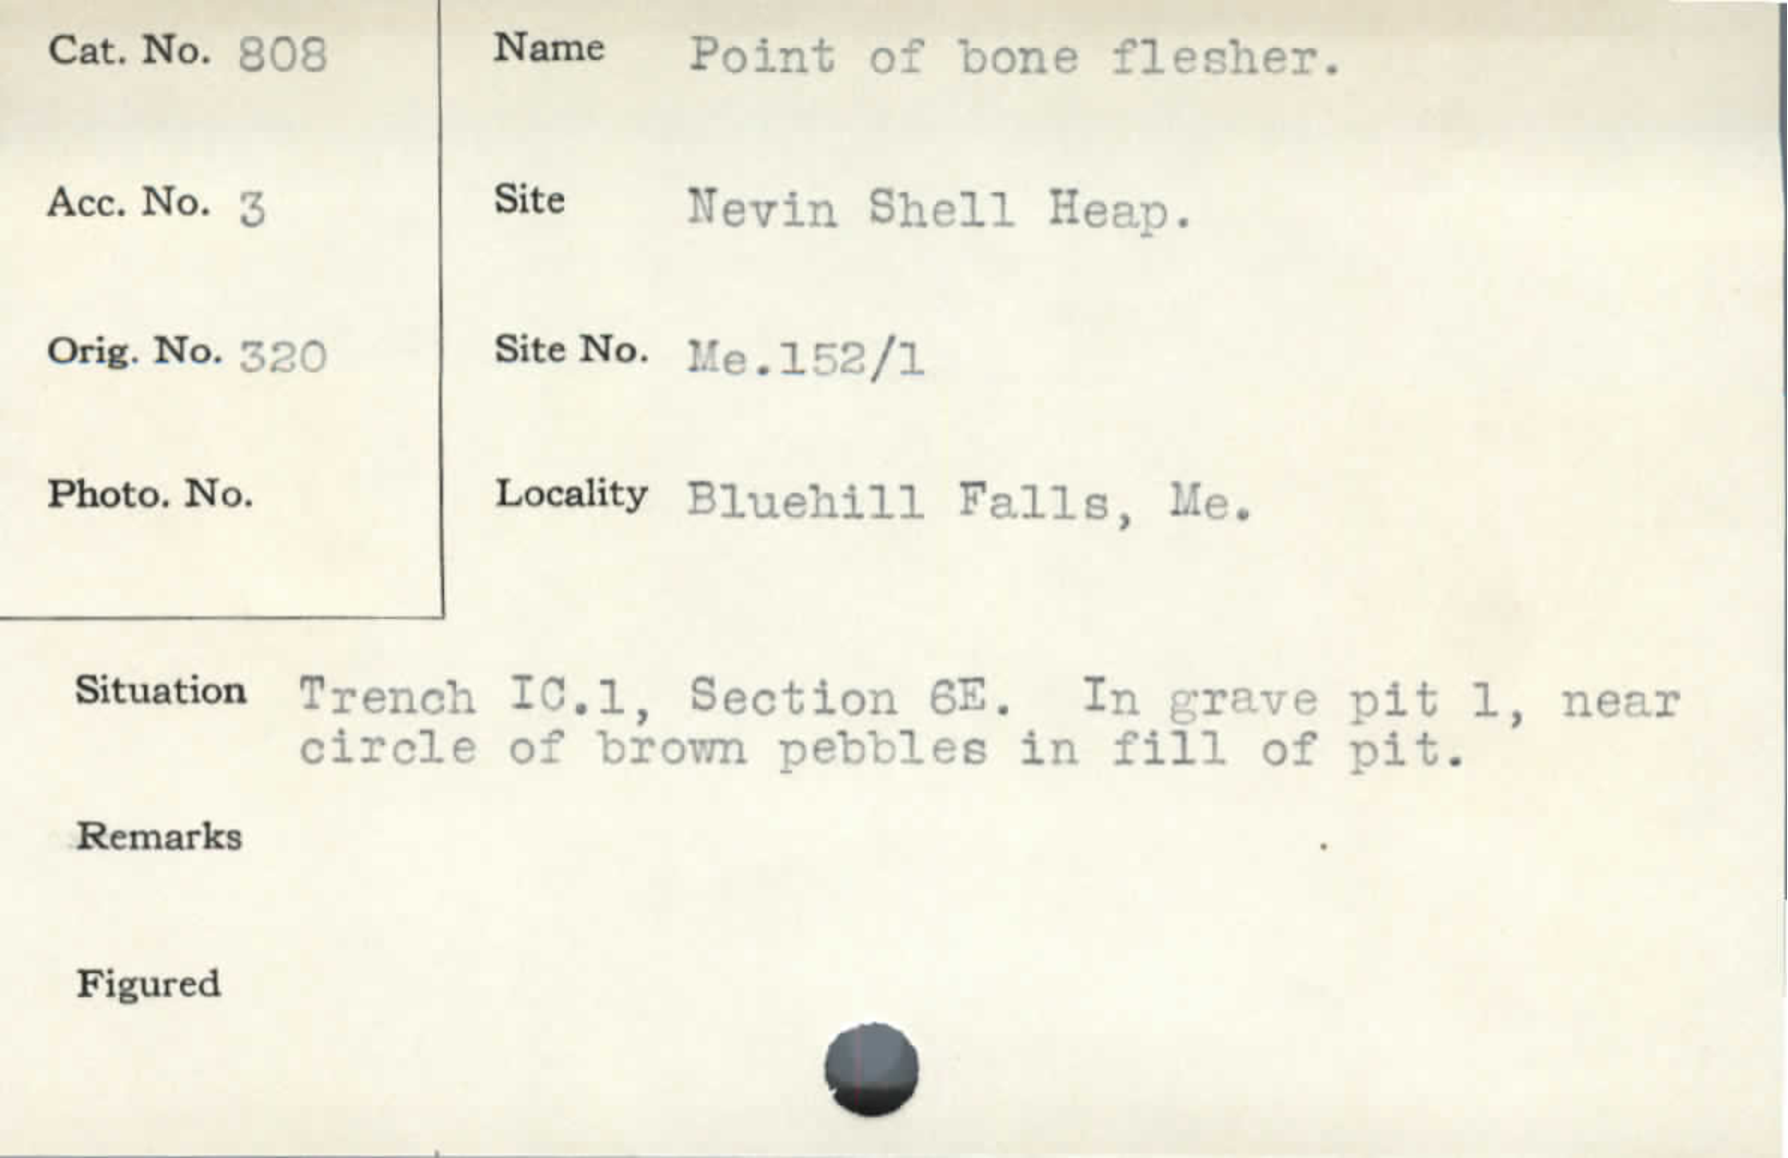 Cat. No. 808
Name Point of bone flesher.
Acc. No. 3
Site Nevin Shell Heap.
Orig. No. 320
Site No. Me.152/1
Photo. No.
Locality Bluehill Falls, Me.
Situation Trench IC.1, Section 6E. In grave pit 1, near
circle of brown pebbles in fill of pit.
Remarks
Figured